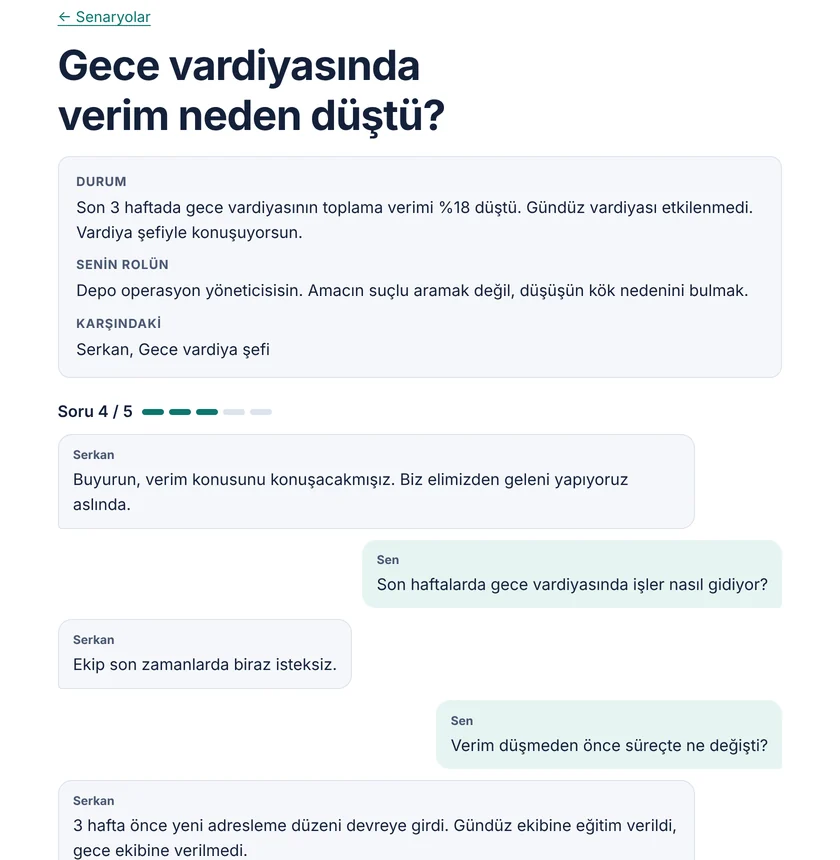 ← Senaryolar
Gece vardiyasında
verim neden düştü?
DURUM
Son 3 haftada gece vardiyasının toplama verimi %18 düştü. Gündüz vardiyası etkilenmedi.
Vardiya şefiyle konuşuyorsun.
SENİN ROLÜN
Depo operasyon yöneticisisin. Amacın suçlu aramak değil, düşüşün kök nedenini bulmak.
KARŞINDAKİ
Serkan, Gece vardiya şefi
Soru 4 / 5
Serkan
Buyurun, verim konusunu konuşacakmışız. Biz elimizden geleni yapıyoruz
aslında.
Sen
Son haftalarda gece vardiyasında işler nasıl gidiyor?
Serkan
Ekip son zamanlarda biraz isteksiz.
Sen
Verim düşmeden önce süreçte ne değişti?
Serkan
3 hafta önce yeni adresleme düzeni devreye girdi. Gündüz ekibine eğitim verildi,
gece ekibine verilmedi.